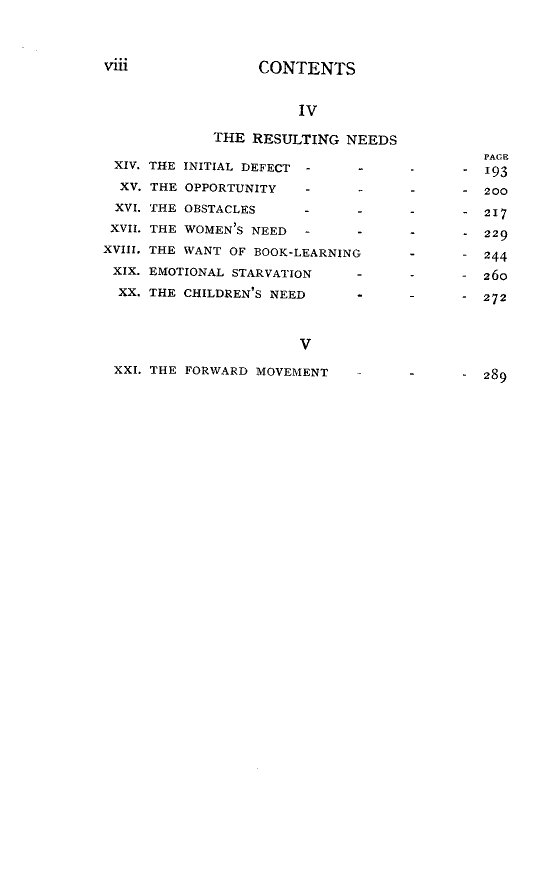 viii CONTENTS
IV
THE RESULTING NEEDS
PAGE
XIV. THE INITIAL DEFECT - - - - 193
XV. THE OPPORTUNITY - - - - 200
XVI. THE OBSTACLES - - - - 217
XVII. THE WOMEN'S NEED - - - - 229
XVIII. THE WANT OF BOOK-LEARNING - - 244
XIX. EMOTIONAL STARVATION - - - 260
XX. THE CHILDREN'S NEED - - - 272
V
XXI. THE FORWARD MOVEMENT - - - 289